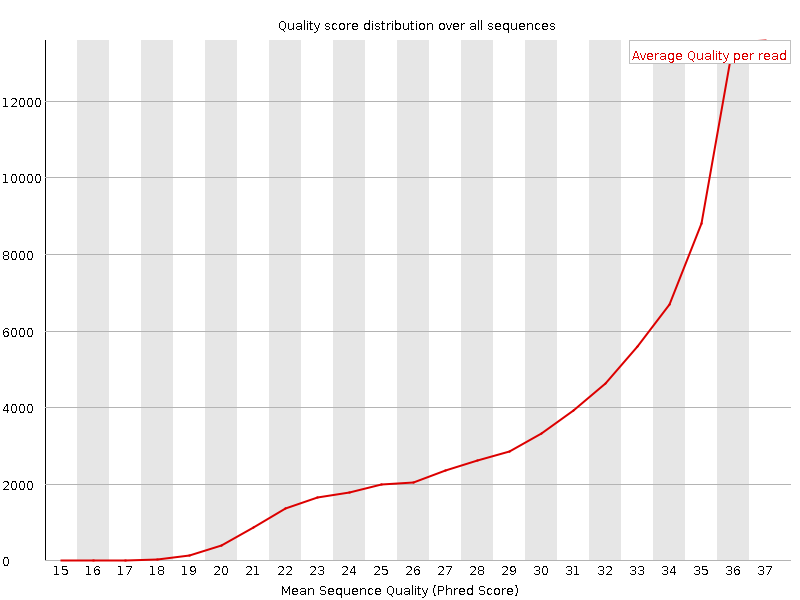 Quality score distribution over all sequences
Average Quality per read
12000
10000
8000
6000
4000
2000
0
15 16 17 18 19 20 21 22 23 24 25 26 27 28 29 30 31 32 33 34 35 36 37
Mean Sequence Quality (Phred Score)